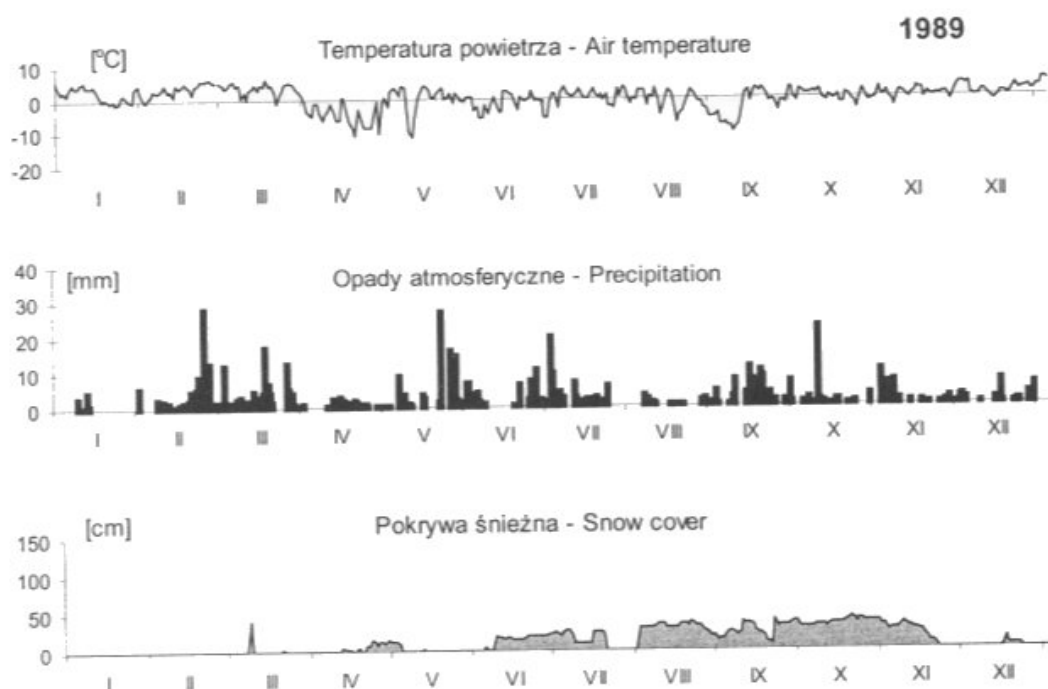 1989
Temperatura powietrza - Air temperature
[°C]
10
0
-10
-20
I II III IV V VI VII VIII IX X XI XII
Opady atmosferyczne - Precipitation
[mm]
40
30
20
10
0
I II III IV V VI VII VIII IX X XI XII
Pokrywa śnieżna - Snow cover
[cm]
150
100
50
0
I II III IV V VI VII VIII IX X XI XII